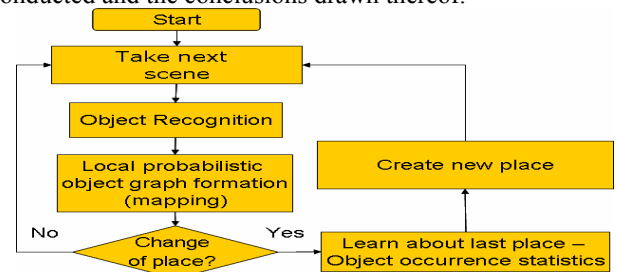 onducted and the conclusions drawn thereof.
Start
Take next
scene
Object Recognition
Local probabilistic
object graph formation
(mapping)
Create new place
No
Change
of place?
Yes
Learn about last place –
Object occurrence statistics